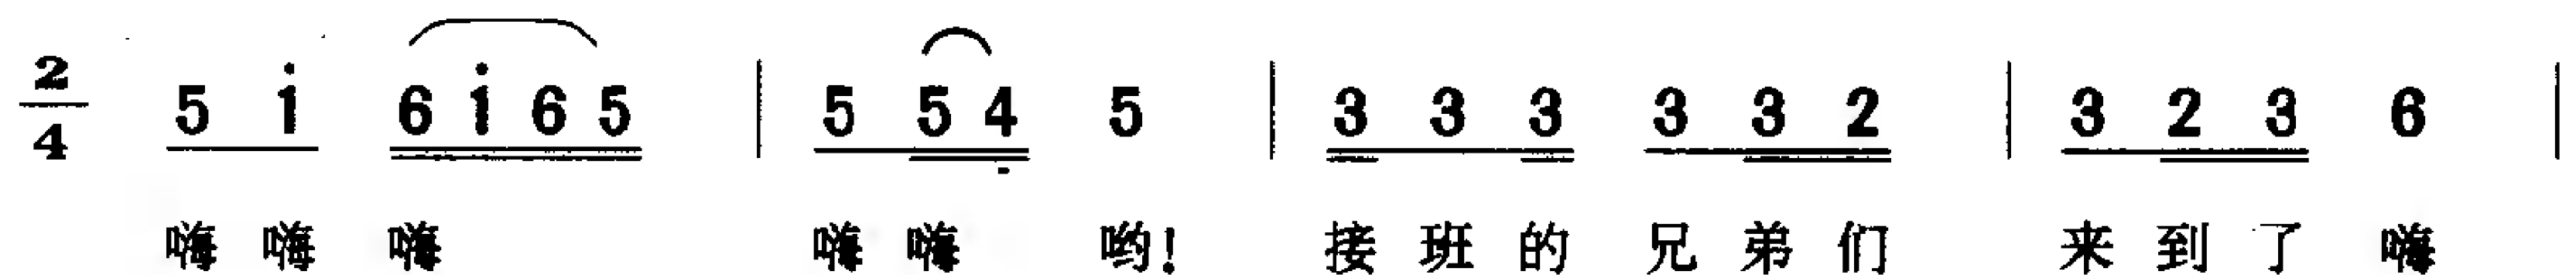 2/4 5 i̇ 6 i̇ 6 5 | 5 5 4 5 | 3 3 3 3 3 2 | 3 2 3 6 |
嗨 嗨 嗨 嗨 嗨 哟! 接 班 的 兄 弟 们 来 到 了 嗨